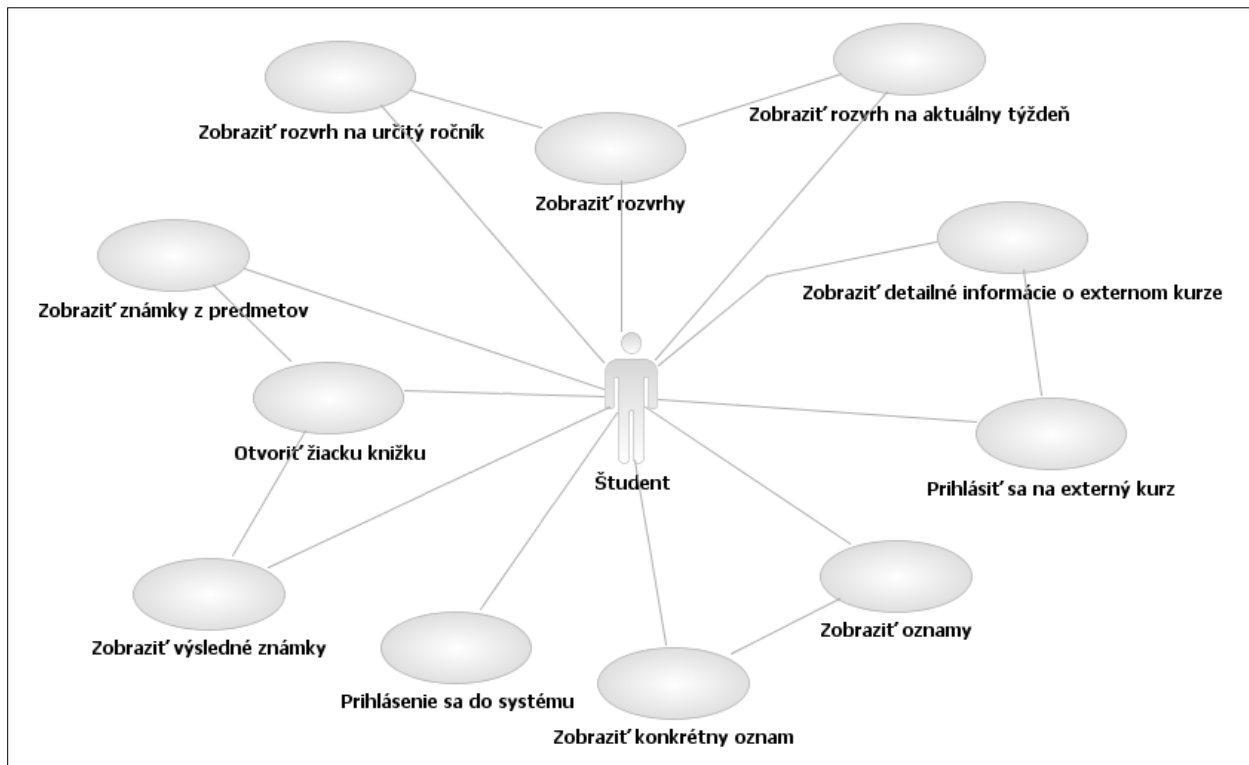 Zobraziť rozvrh na určitý ročník
Zobraziť rozvrh na aktuálny týždeň
Zobraziť rozvrhy
Zobraziť známky z predmetov
Zobraziť detailné informácie o externom kurze
Otvoriť žiacku knižku
Študent
Prihlásiť sa na externý kurz
Zobraziť výsledné známky
Zobraziť oznamy
Prihlásenie sa do systému
Zobraziť konkrétny oznam